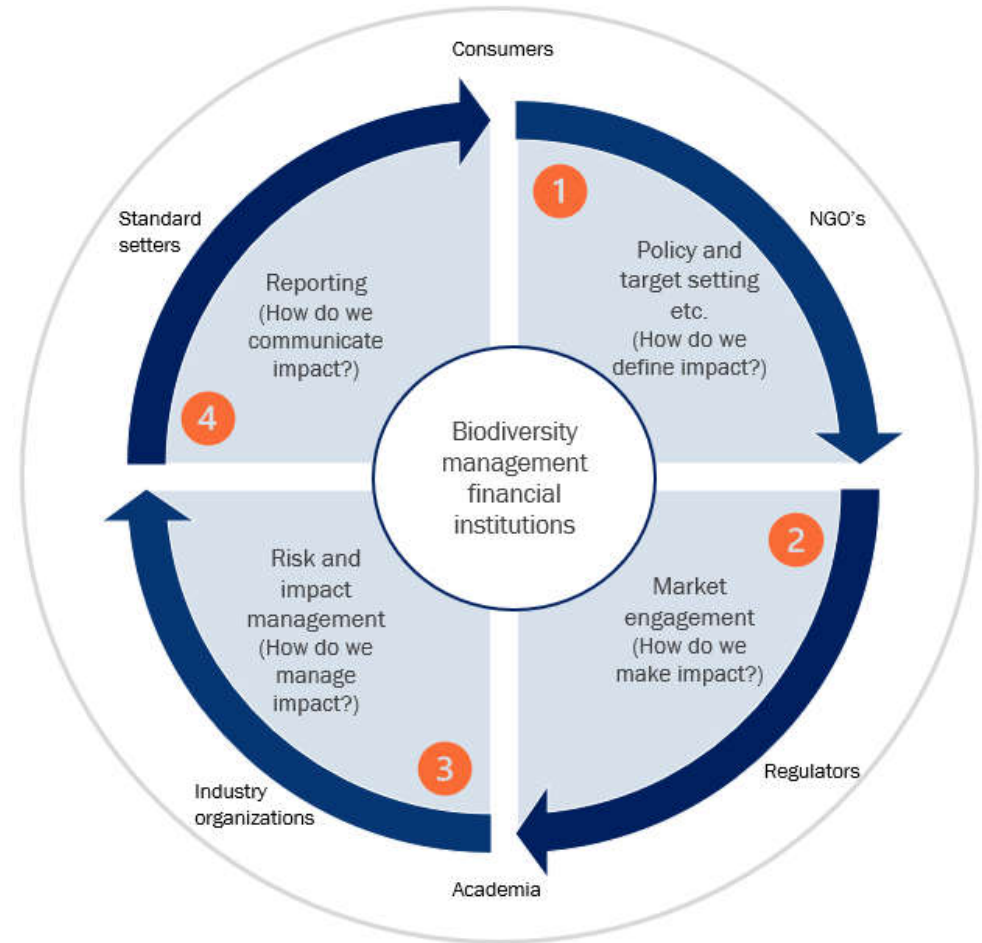 Consumers
NGO's
Regulators
Academia
Industry
organizations
Standard
setters
1
Policy and
target setting
etc.
(How do we
define impact?)
2
Market
engagement
(How do we
make impact?)
3
Risk and
impact
management
(How do we
manage
impact?)
4
Reporting
(How do we
communicate
impact?)
Biodiversity
management
financial
institutions